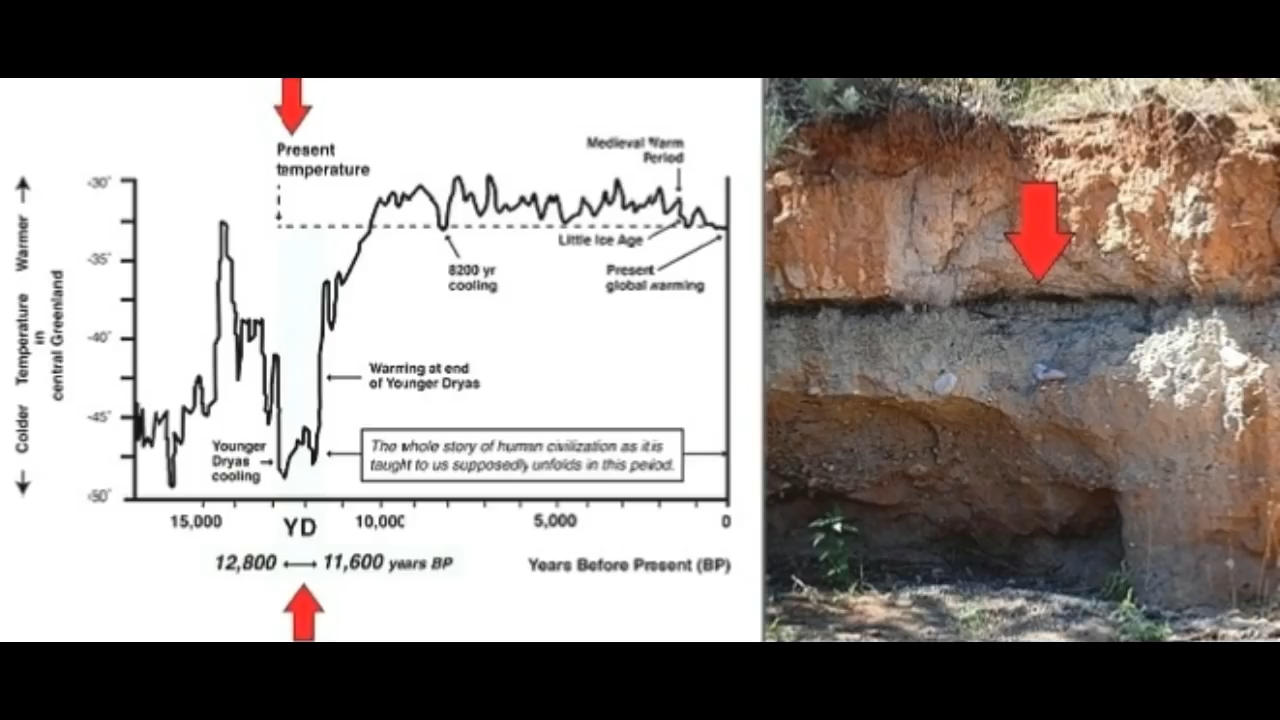 Present
temperature
Medieval Warm
Period
-30°
-35°
-40°
-45°
-50°
Colder Temperature Warmer
in
central Greenland
Little Ice Age
8200 yr
cooling
Present
global warming
Warming at end
of Younger Dryas
Younger
Dryas
cooling
The whole story of human civilization as it is
taught to us supposedly unfolds in this period.
15,000
YD
10,000
5,000
0
12,800 ⟷ 11,600 years BP
Years Before Present (BP)